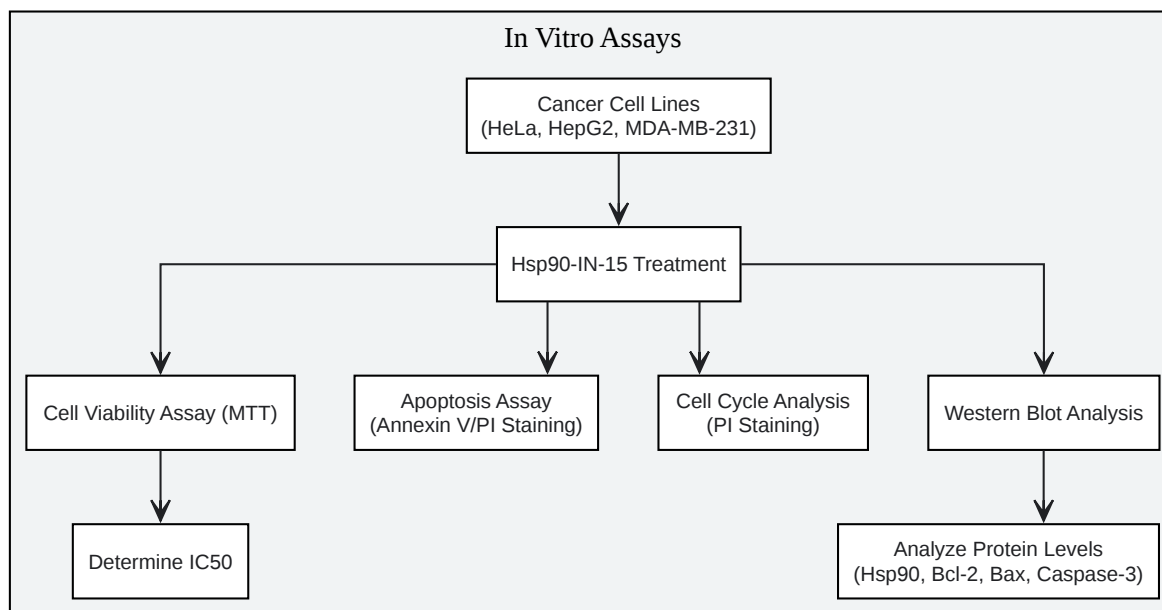 In Vitro Assays
Cancer Cell Lines
(HeLa, HepG2, MDA-MB-231)
Hsp90-IN-15 Treatment
Cell Viability Assay (MTT)
Apoptosis Assay
(Annexin V/PI Staining)
Cell Cycle Analysis
(PI Staining)
Western Blot Analysis
Determine IC50
Analyze Protein Levels
(Hsp90, Bcl-2, Bax, Caspase-3)